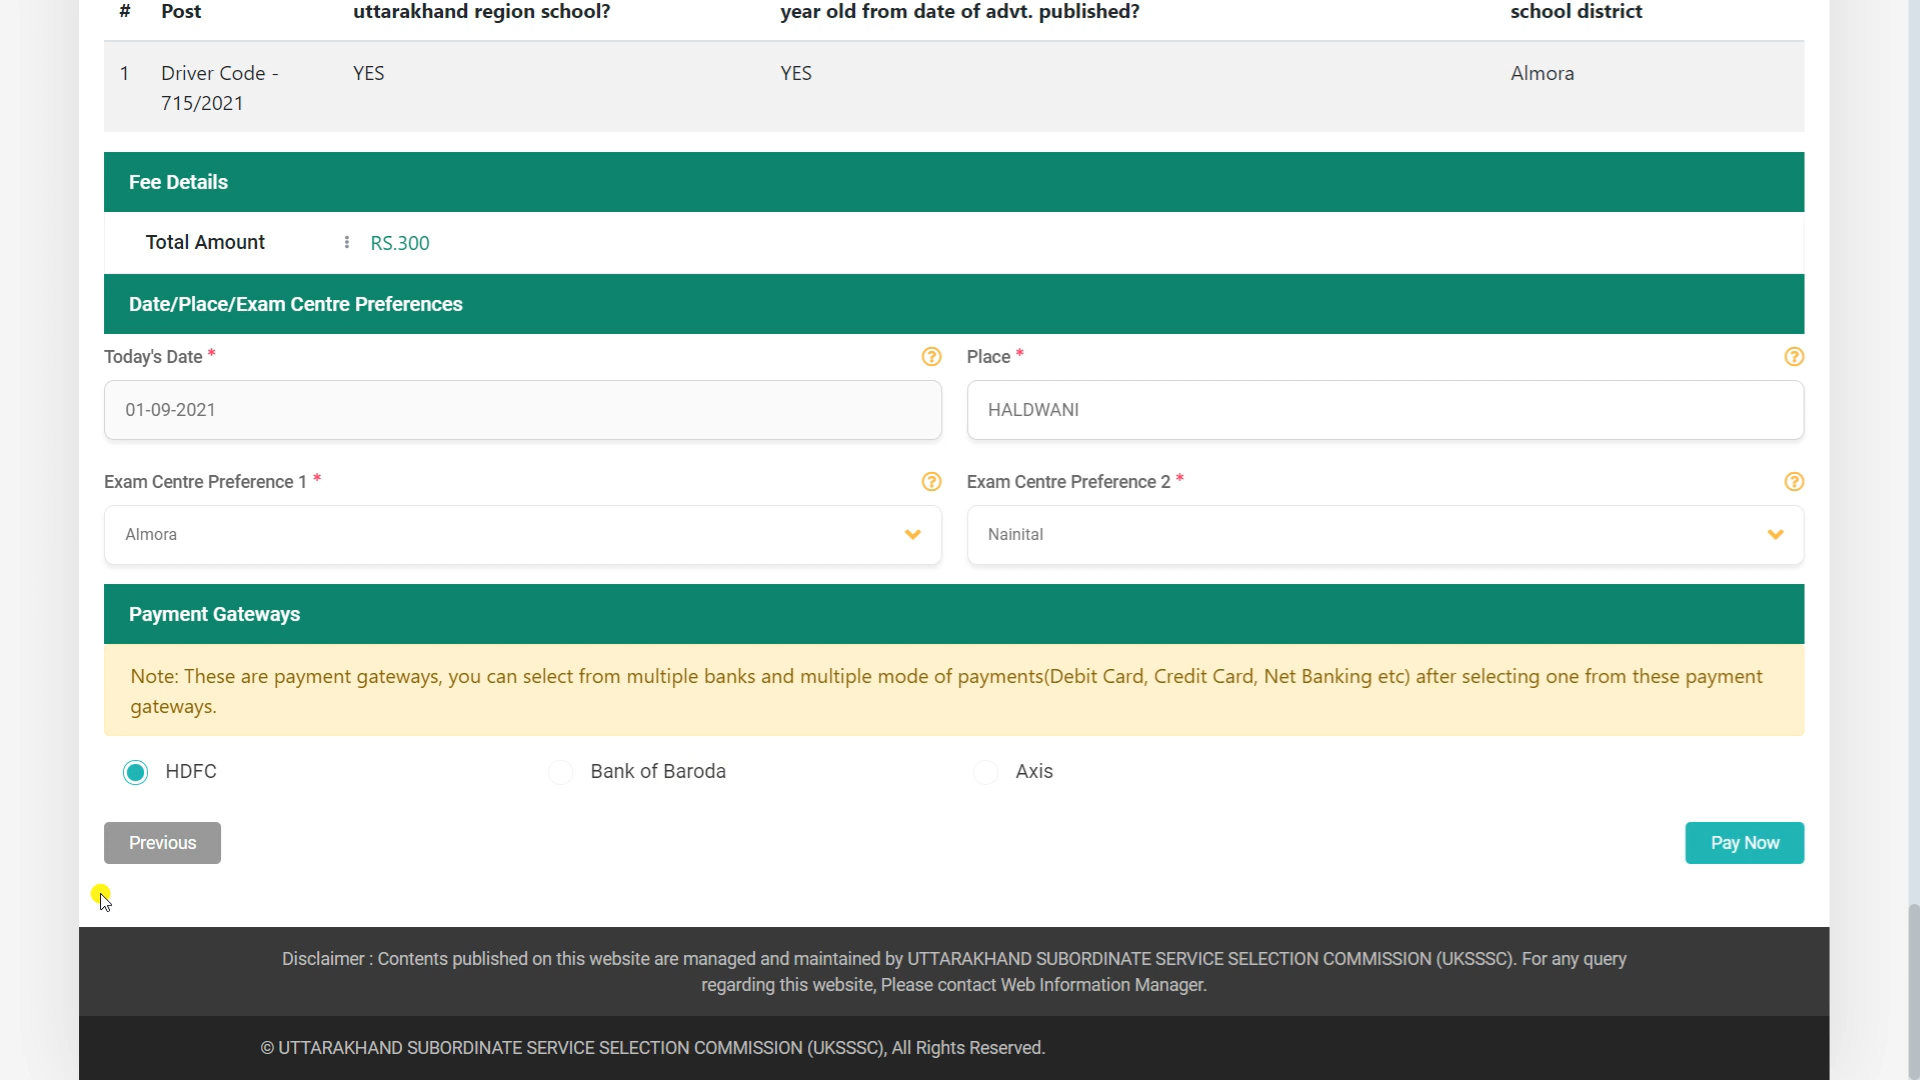 # Post uttarakhand region school? year old from date of advt. published? school district
1 Driver Code - YES YES Almora
715/2021
Fee Details
Total Amount : RS.300
Date/Place/Exam Centre Preferences
Today's Date * Place *
01-09-2021 HALDWANI
Exam Centre Preference 1 * Exam Centre Preference 2 *
Almora Nainital
Payment Gateways
Note: These are payment gateways, you can select from multiple banks and multiple mode of payments(Debit Card, Credit Card, Net Banking etc) after selecting one from these payment
gateways.
HDFC Bank of Baroda Axis
Previous Pay Now
Disclaimer : Contents published on this website are managed and maintained by UTTARAKHAND SUBORDINATE SERVICE SELECTION COMMISSION (UKSSSC). For any query
regarding this website, Please contact Web Information Manager.
© UTTARAKHAND SUBORDINATE SERVICE SELECTION COMMISSION (UKSSSC), All Rights Reserved.